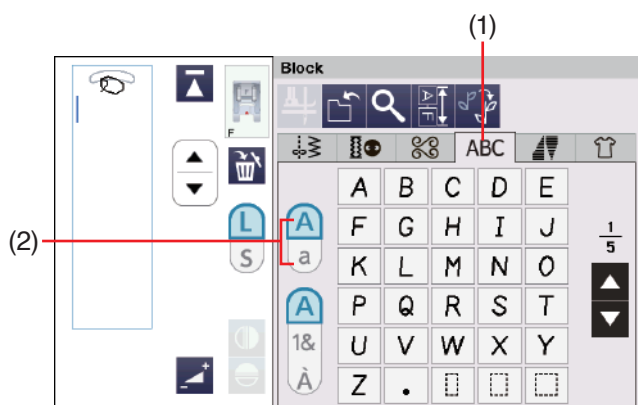 (1)
Block
F
A F
ABC
A B C D E
(2)
L A F G H I J 1
S a K L M N O 5
A P Q R S T
1& U V W X Y
À Z .